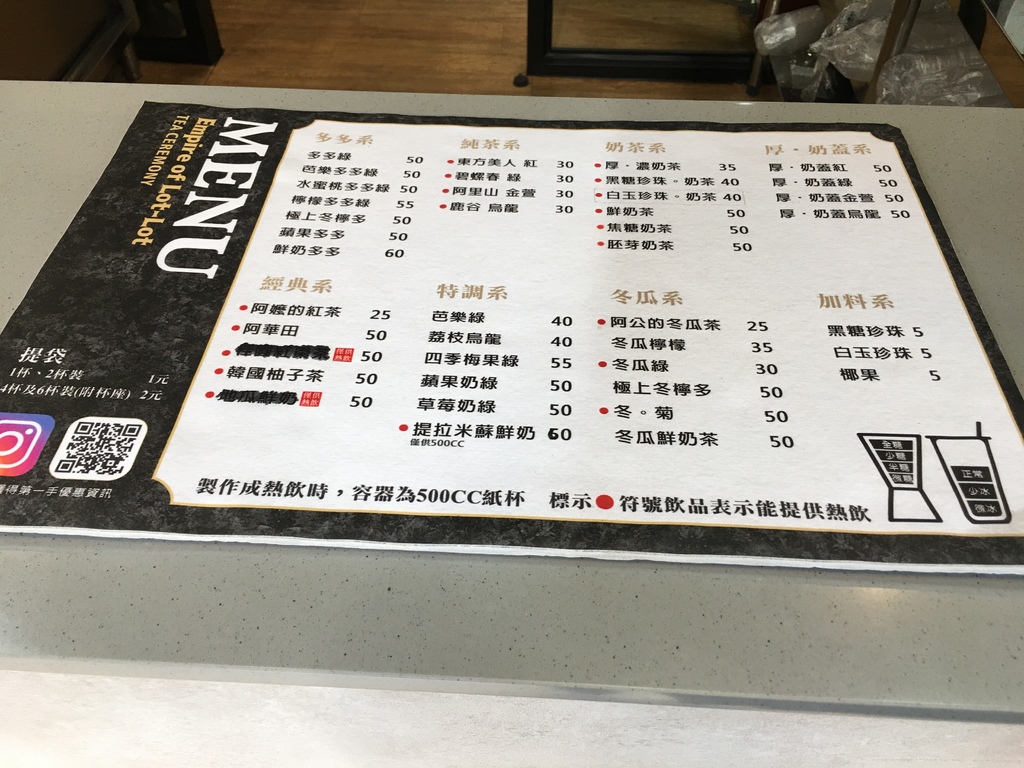 MENU
Empire of Lot-Lot
TEA CEREMONY
多多系
多多綠 50
芭樂多多綠 50
水蜜桃多多綠 50
檸檬多多綠 55
極上冬檸多 50
蘋果多多 50
鮮奶多多 60
純茶系
東方美人 紅 30
碧螺春 綠 30
阿里山 金萱 30
鹿谷 烏龍 30
奶茶系
厚・濃奶茶 35
黑糖珍珠。奶茶 40
白玉珍珠。奶茶 40
鮮奶茶 50
焦糖奶茶 50
胚芽奶茶 50
厚・奶蓋系
厚・奶蓋紅 50
厚・奶蓋綠 50
厚・奶蓋金萱 50
厚・奶蓋烏龍 50
經典系
阿嬤的紅茶 25
阿華田 50
僅供熱飲 50
韓國柚子茶 50
地瓜鮮奶 僅供熱飲 50
特調系
芭樂綠 40
荔枝烏龍 40
四季梅果綠 55
蘋果奶綠 50
草莓奶綠 50
提拉米蘇鮮奶 60
僅供500CC
冬瓜系
阿公的冬瓜茶 25
冬瓜檸檬 35
冬瓜綠 30
極上冬檸多 50
冬。菊 50
冬瓜鮮奶茶 50
加料系
黑糖珍珠 5
白玉珍珠 5
椰果 5
提袋
1杯、2杯裝 1元
4杯及6杯裝(附杯座) 2元
獲得第一手優惠資訊
製作成熱飲時，容器為500CC紙杯 標示●符號飲品表示能提供熱飲
全糖
少糖
半糖
微糖
正常
少冰
微冰